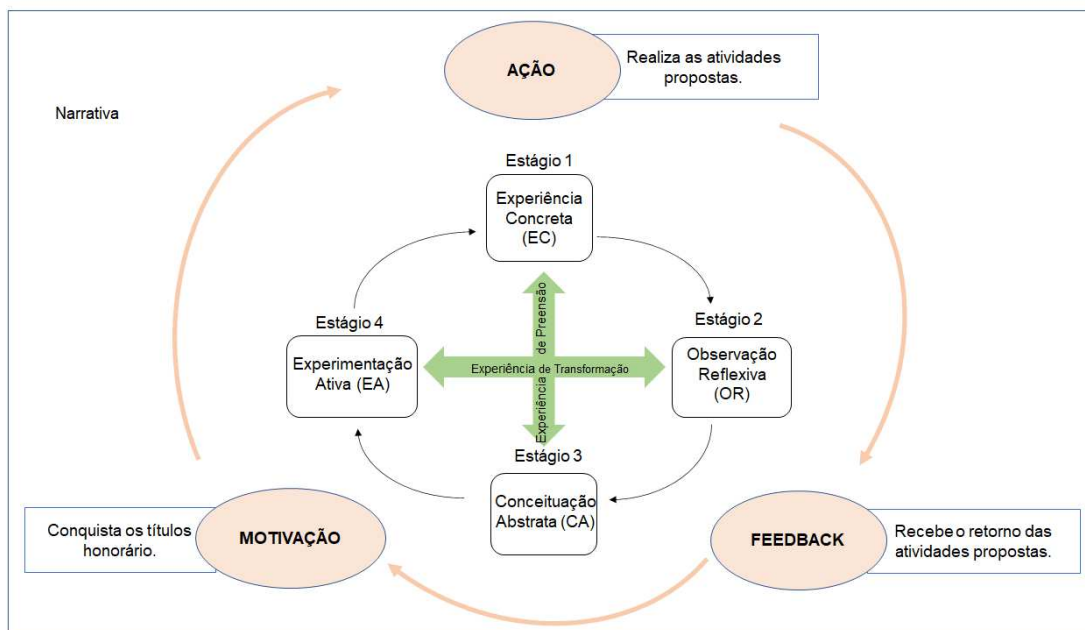 AÇÃO
Realiza as atividades
propostas.
Narrativa
Estágio 1
Experiência
Concreta
(EC)
Estágio 4
Experimentação
Ativa (EA)
Experiência de Preensão
Experiência de Transformação
Estágio 2
Observação
Reflexiva
(OR)
Estágio 3
Conceituação
Abstrata (CA)
Conquista os títulos
honorário.
MOTIVAÇÃO
FEEDBACK
Recebe o retorno das
atividades propostas.